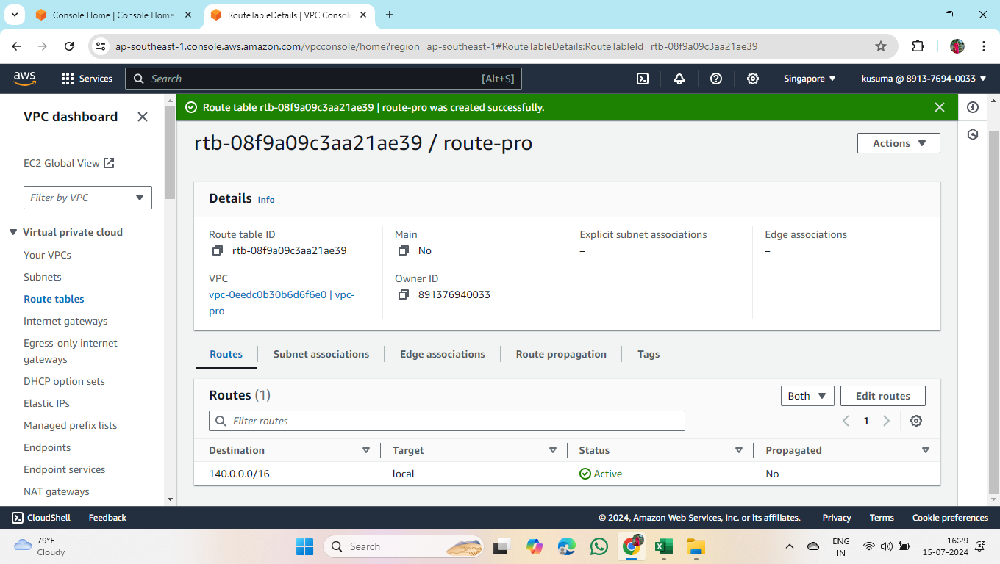 Console Home | Console Home
RouteTableDetails | VPC Consol
ap-southeast-1.console.aws.amazon.com/vpcconsole/home?region=ap-southeast-1#RouteTableDetails:RouteTableId=rtb-08f9a09c3aa21ae39
aws
Services
Search
[Alt+S]
Singapore
kusuma @ 8913-7694-0033
VPC dashboard
EC2 Global View
Filter by VPC
Virtual private cloud
Your VPCs
Subnets
Route tables
Internet gateways
Egress-only internet
gateways
DHCP option sets
Elastic IPs
Managed prefix lists
Endpoints
Endpoint services
NAT gateways
Route table rtb-08f9a09c3aa21ae39 | route-pro was created successfully.
rtb-08f9a09c3aa21ae39 / route-pro
Actions
Details Info
Route table ID
rtb-08f9a09c3aa21ae39
Main
No
Explicit subnet associations
–
Edge associations
–
VPC
vpc-0eedc0b30b6d6f6e0 | vpc-
pro
Owner ID
891376940033
Routes
Subnet associations
Edge associations
Route propagation
Tags
Routes (1)
Both
Edit routes
Filter routes
1
Destination
Target
Status
Propagated
140.0.0.0/16
local
Active
No
CloudShell
Feedback
© 2024, Amazon Web Services, Inc. or its affiliates.
Privacy
Terms
Cookie preferences
79°F
Cloudy
Search
ENG
IN
16:29
15-07-2024